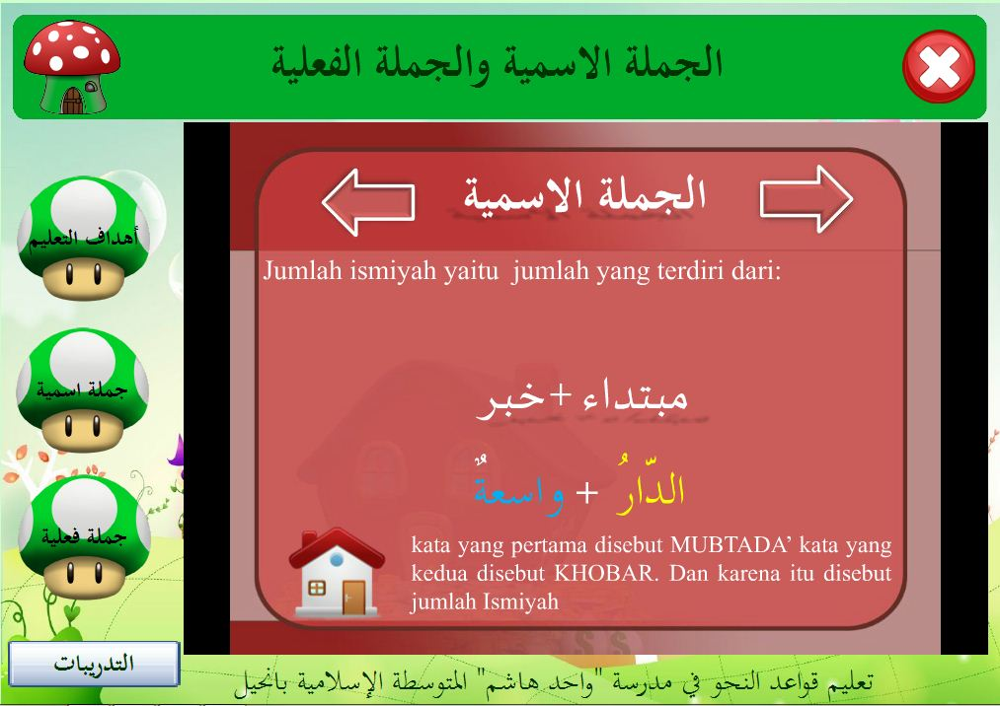 الجملة الاسمية والجملة الفعلية
أهداف التعليم
جملة اسمية
جملة فعلية
التدريبات
الجملة الاسمية
Jumlah ismiyah yaitu jumlah yang terdiri dari:
مبتداء + خبر
الدّارُ + واسعةٌ
kata yang pertama disebut MUBTADA’ kata yang
kedua disebut KHOBAR. Dan karena itu disebut
jumlah Ismiyah
تعليم قواعد النحو في مدرسة "واحد هاشم" المتوسطة الإسلامية بانجيل